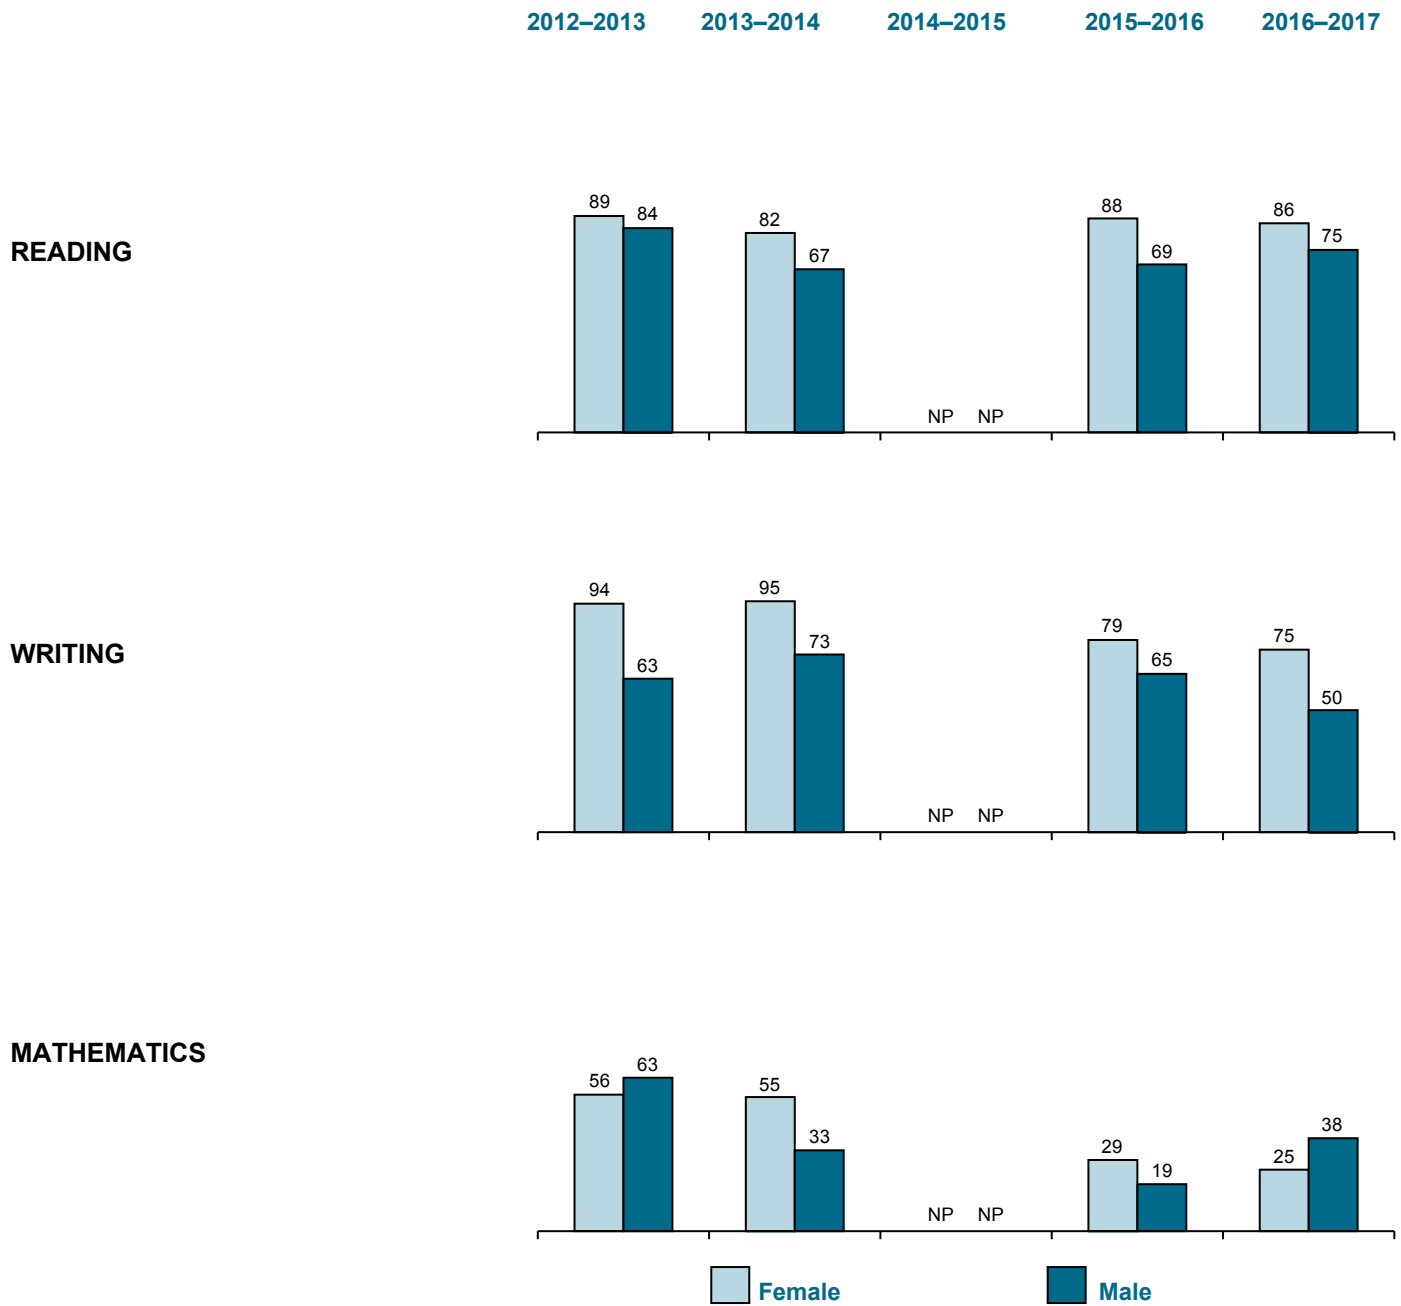 2012–2013 2013–2014 2014–2015 2015–2016 2016–2017
READING
89 84 82 67 NP NP 88 69 86 75
WRITING
94 63 95 73 NP NP 79 65 75 50
MATHEMATICS
56 63 55 33 NP NP 29 19 25 38
Female Male